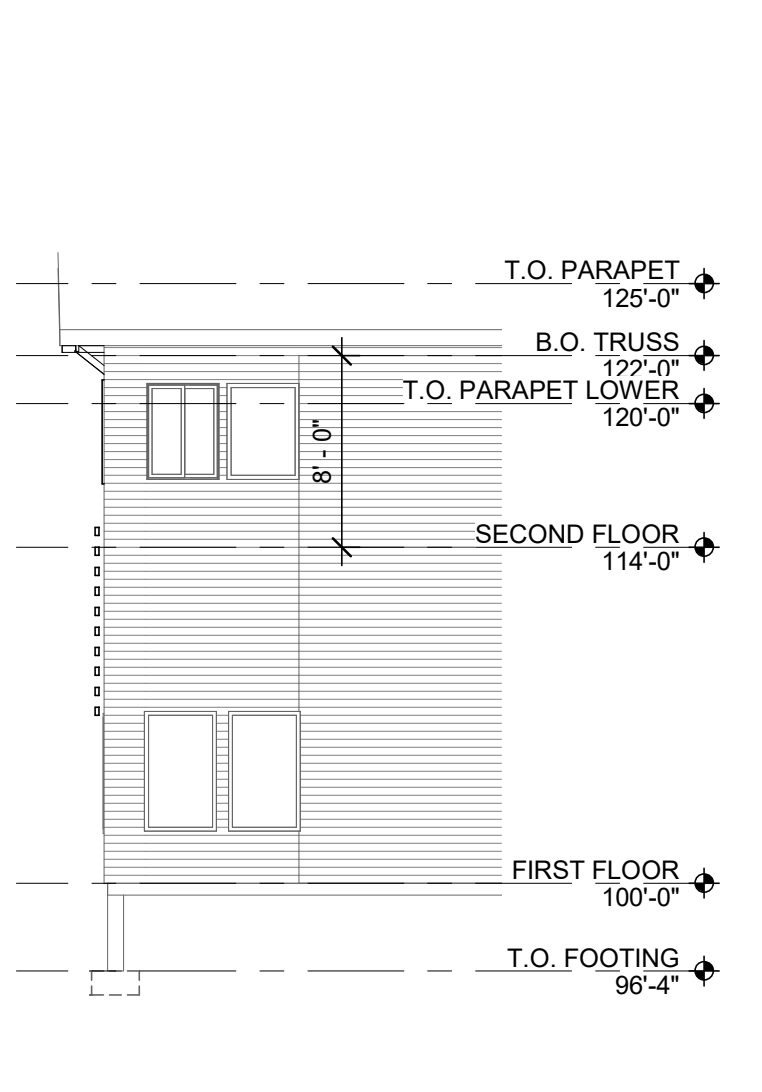 T.O. PARAPET
125'-0"
B.O. TRUSS
122'-0"
T.O. PARAPET LOWER
120'-0"
8' - 0"
SECOND FLOOR
114'-0"
FIRST FLOOR
100'-0"
T.O. FOOTING
96'-4"